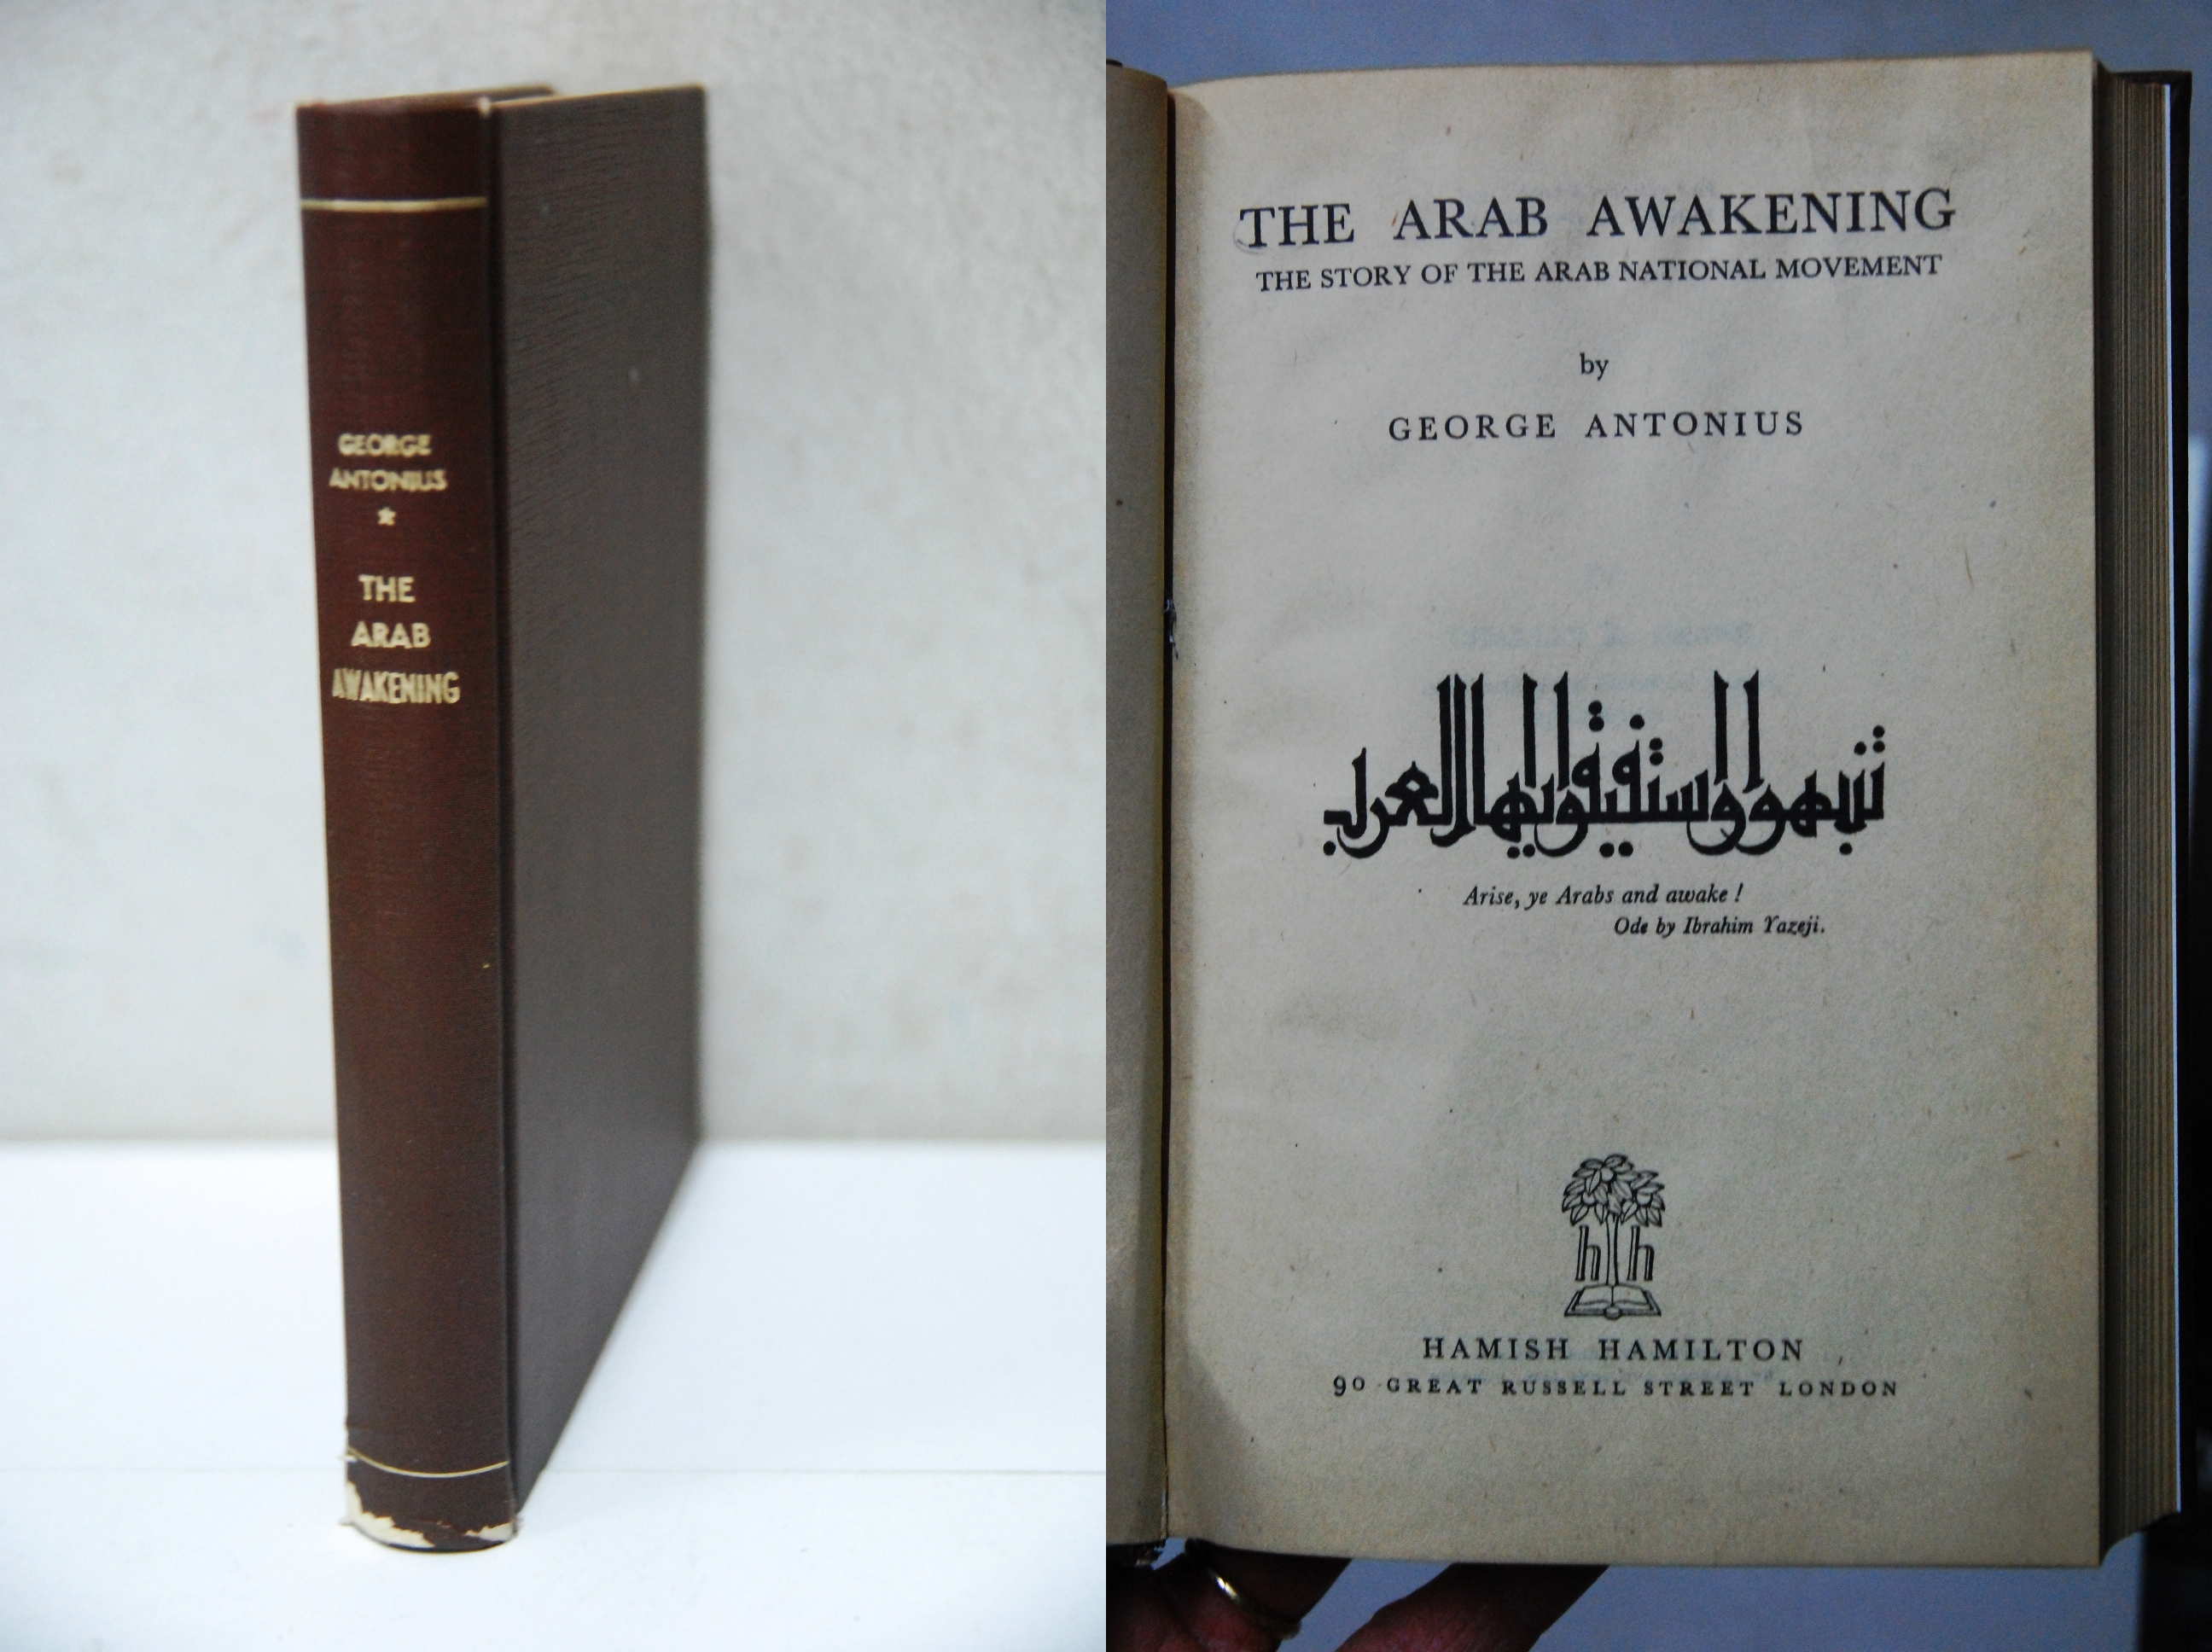 GEORGE
ANTONIUS
★
THE
ARAB
AWAKENING
THE ARAB AWAKENING
THE STORY OF THE ARAB NATIONAL MOVEMENT
by
GEORGE ANTONIUS
تنبهوا واستفيقوا ايها العرب
Arise, ye Arabs and awake !
Ode by Ibrahim Yazeji.
h h
HAMISH HAMILTON
90 GREAT RUSSELL STREET LONDON